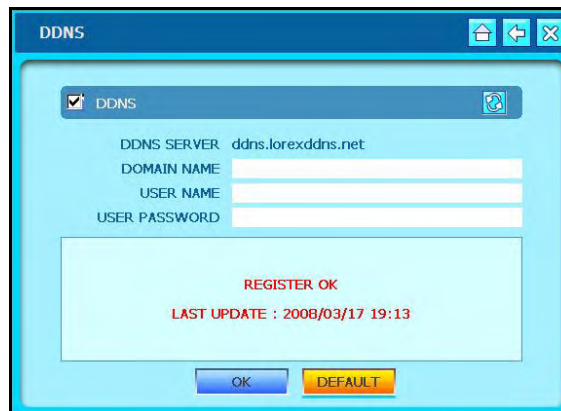 DDNS
DDNS
DDNS SERVER ddns.lorexddns.net
DOMAIN NAME
USER NAME
USER PASSWORD
REGISTER OK
LAST UPDATE : 2008/03/17 19:13
OK DEFAULT